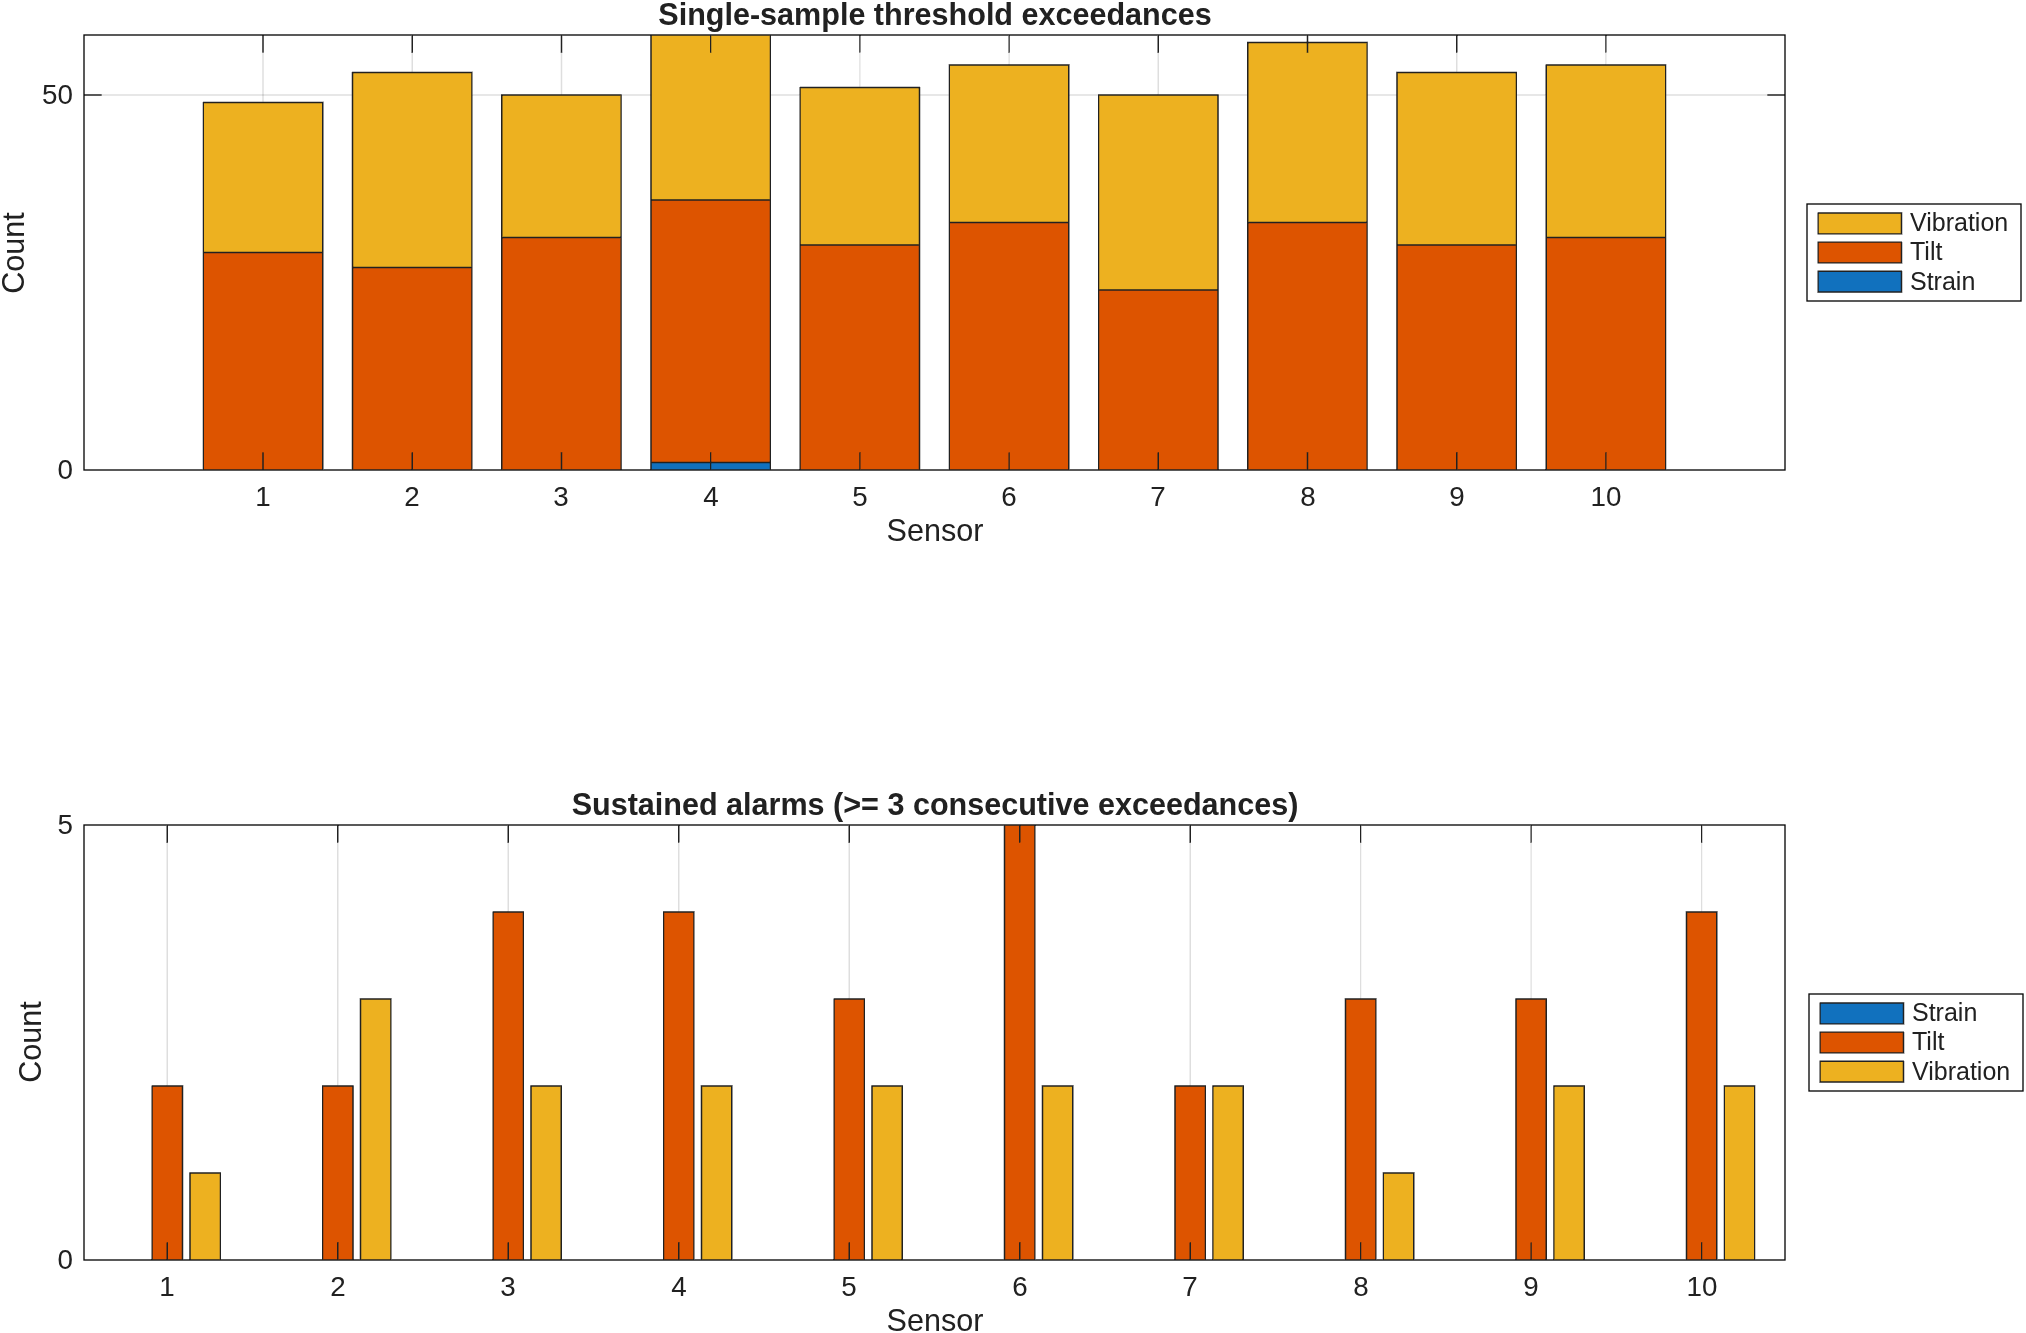 Single-sample threshold exceedances
50
0
Count
1 2 3 4 5 6 7 8 9 10
Sensor
Vibration
Tilt
Strain
Sustained alarms (>= 3 consecutive exceedances)
5
0
Count
1 2 3 4 5 6 7 8 9 10
Sensor
Strain
Tilt
Vibration